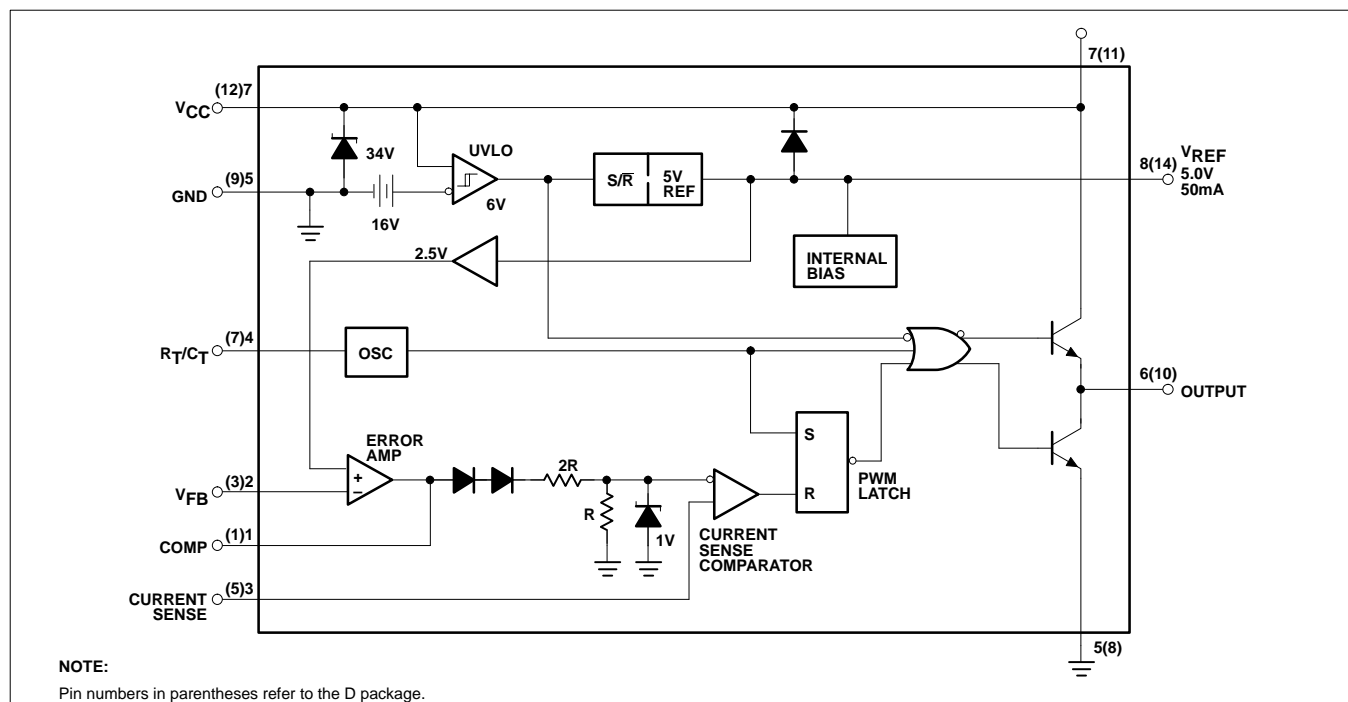 7(11)
(12)7
VCC
34V
UVLO
S/R̅
5V
REF
8(14)
VREF
5.0V
50mA
(9)5
GND
16V
6V
2.5V
INTERNAL
BIAS
(7)4
RT/CT
OSC
6(10)
OUTPUT
ERROR
AMP
+
–
(3)2
VFB
2R
R
1V
S
R
PWM
LATCH
(1)1
COMP
CURRENT
SENSE
COMPARATOR
(5)3
CURRENT
SENSE
5(8)
NOTE:
Pin numbers in parentheses refer to the D package.